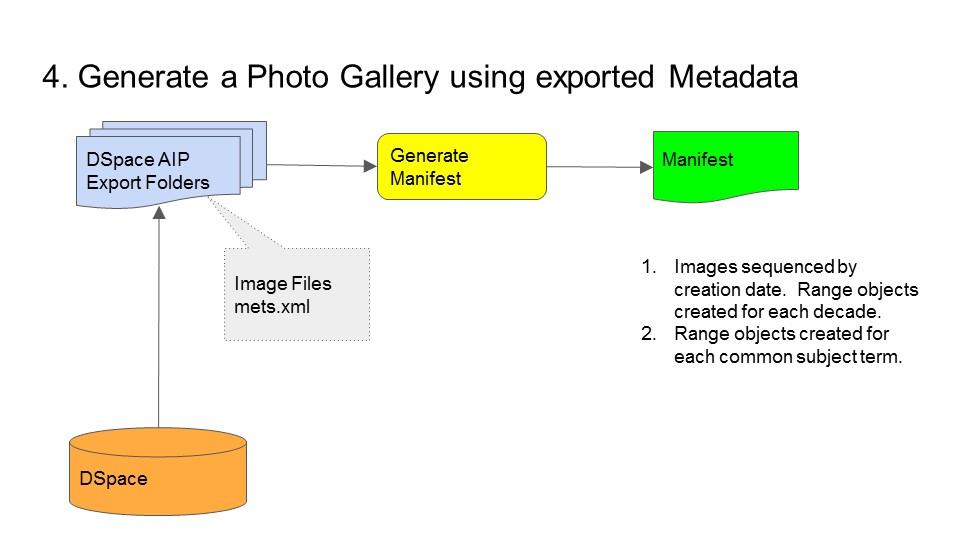 4. Generate a Photo Gallery using exported Metadata
DSpace AIP
Export Folders
Generate
Manifest
Manifest
Image Files
mets.xml
1. Images sequenced by
creation date. Range objects
created for each decade.
2. Range objects created for
each common subject term.
DSpace